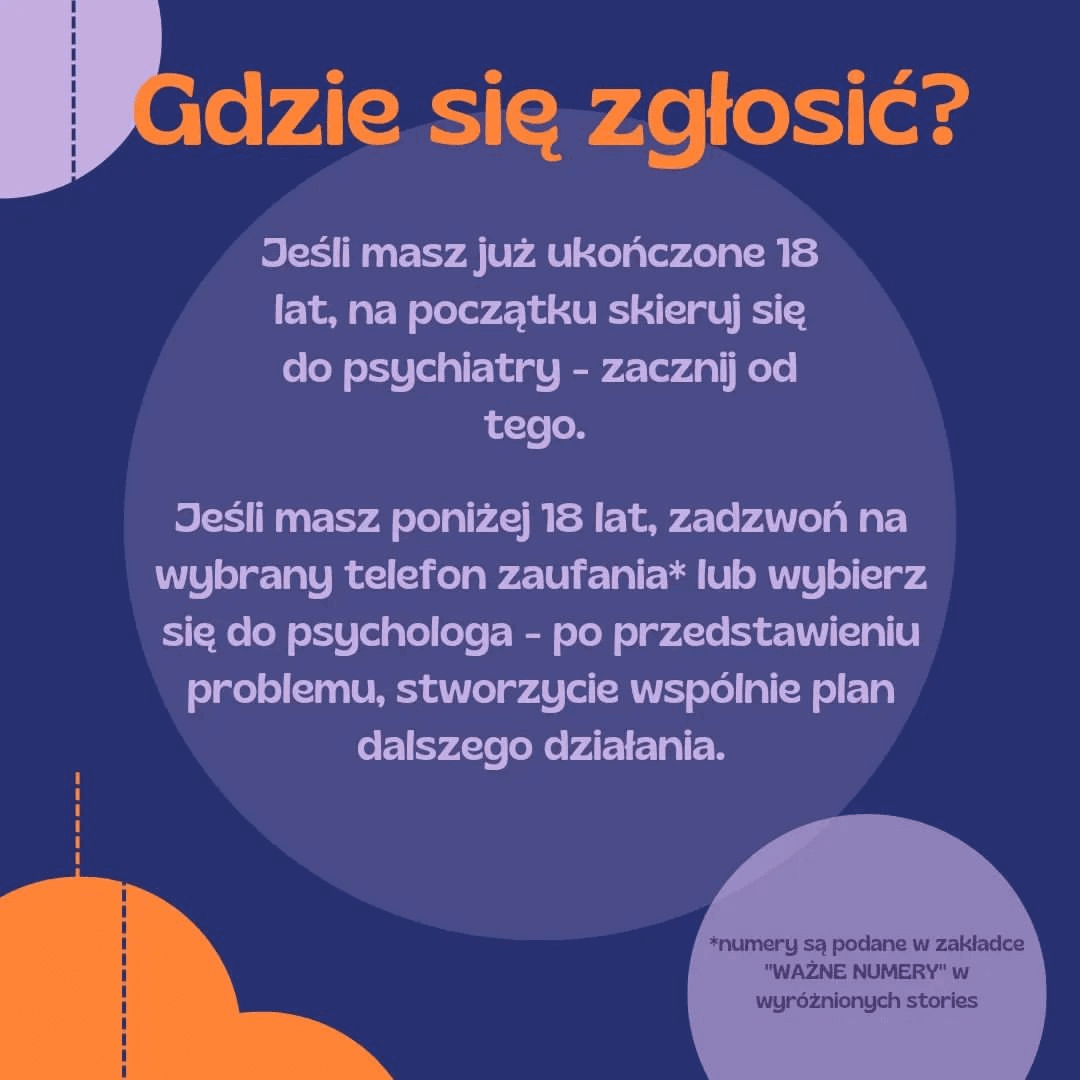 Gdzie się zgłosić?
Jeśli masz już ukończone 18
lat, na początku skieruj się
do psychiatry - zacznij od
tego.
Jeśli masz poniżej 18 lat, zadzwoń na
wybrany telefon zaufania* lub wybierz
się do psychologa - po przedstawieniu
problemu, stworzycie wspólnie plan
dalszego działania.
*numery są podane w zakładce
"WAŻNE NUMERY" w
wyróżnionych stories